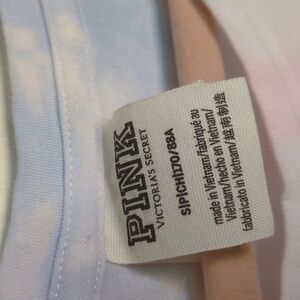 PINK
VICTORIA'S SECRET
S|P|CH|170/88A
made in Vietnam/fabriqué au
Vietnam/hecho en Vietnam/
fabbricato in Vietnam/越南制造